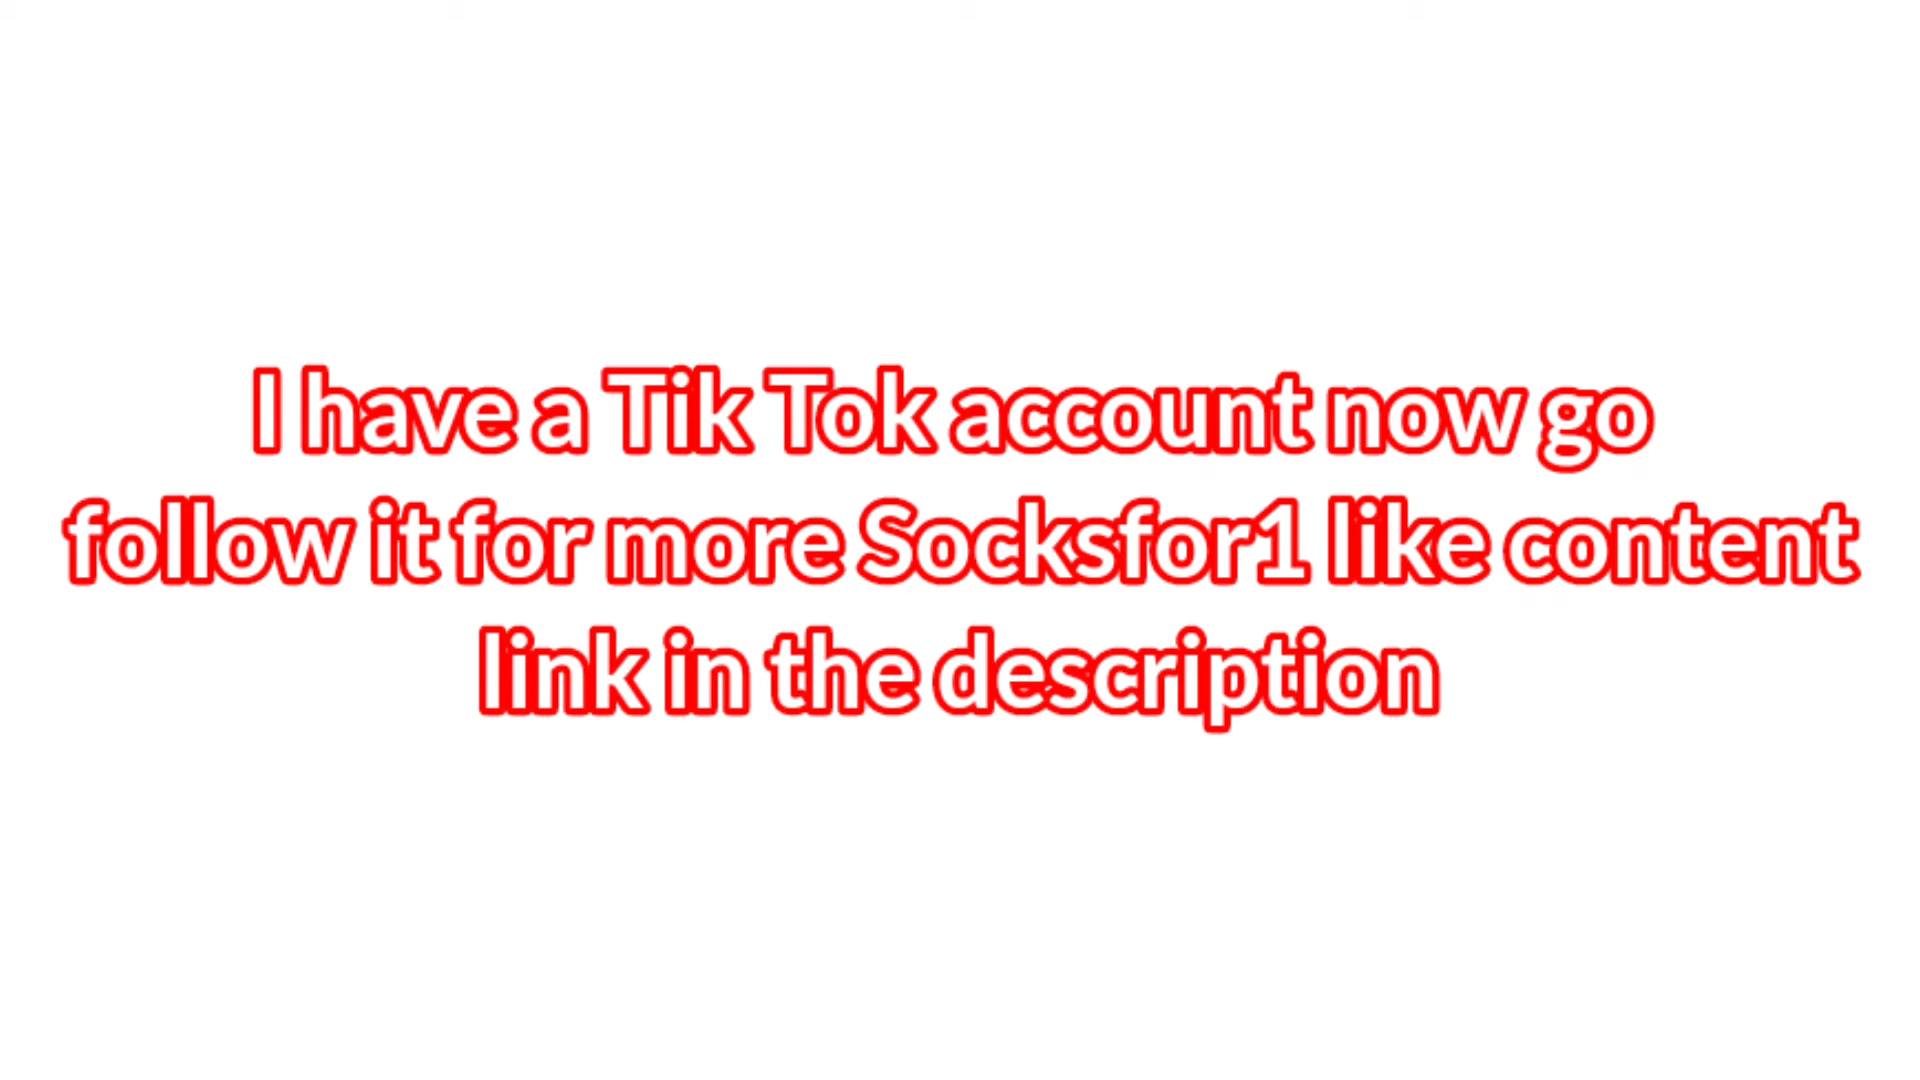 I have a Tik Tok account now go
follow it for more Socksfor1 like content
link in the description